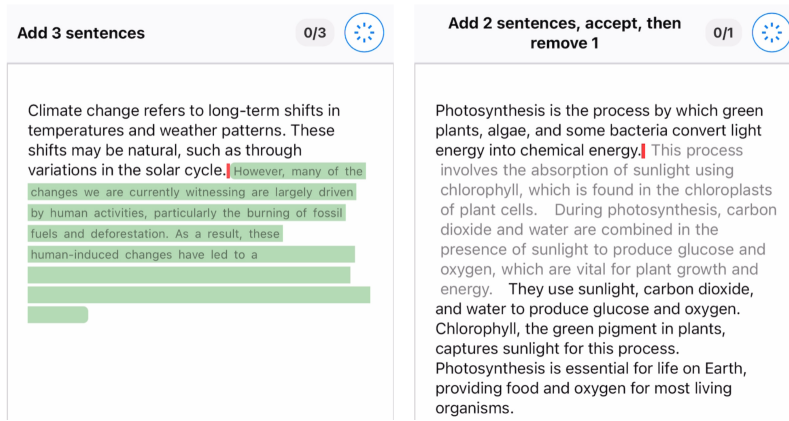 Add 3 sentences
0/3
Climate change refers to long-term shifts in
temperatures and weather patterns. These
shifts may be natural, such as through
variations in the solar cycle. However, many of the
changes we are currently witnessing are largely driven
by human activities, particularly the burning of fossil
fuels and deforestation. As a result, these
human-induced changes have led to a
Add 2 sentences, accept, then
remove 1
0/1
Photosynthesis is the process by which green
plants, algae, and some bacteria convert light
energy into chemical energy. This process
involves the absorption of sunlight using
chlorophyll, which is found in the chloroplasts
of plant cells. During photosynthesis, carbon
dioxide and water are combined in the
presence of sunlight to produce glucose and
oxygen, which are vital for plant growth and
energy. They use sunlight, carbon dioxide,
and water to produce glucose and oxygen.
Chlorophyll, the green pigment in plants,
captures sunlight for this process.
Photosynthesis is essential for life on Earth,
providing food and oxygen for most living
organisms.